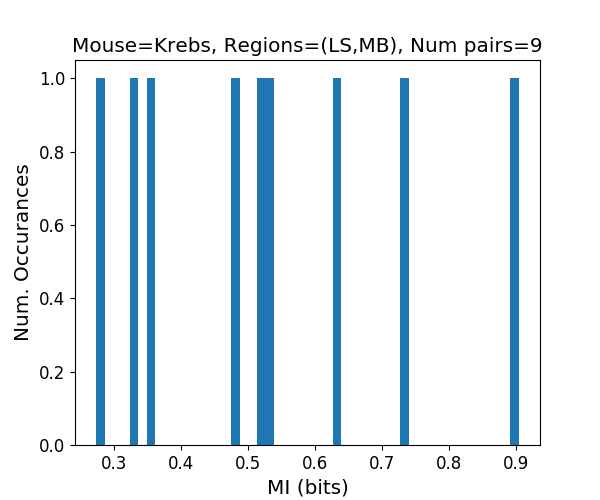 Mouse=Krebs, Regions=(LS,MB), Num pairs=9
1.0
0.8
0.6
0.4
0.2
0.0
Num. Occurances
0.3 0.4 0.5 0.6 0.7 0.8 0.9
MI (bits)